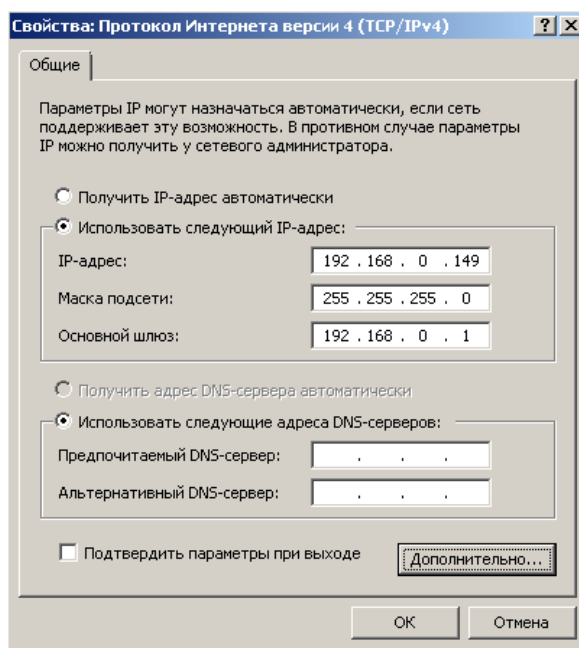 Свойства: Протокол Интернета версии 4 (TCP/IPv4)
Общие
Параметры IP могут назначаться автоматически, если сеть
поддерживает эту возможность. В противном случае параметры
IP можно получить у сетевого администратора.
Получить IP-адрес автоматически
Использовать следующий IP-адрес:
IP-адрес: 192 . 168 . 0 . 149
Маска подсети: 255 . 255 . 255 . 0
Основной шлюз: 192 . 168 . 0 . 1
Получить адрес DNS-сервера автоматически
Использовать следующие адреса DNS-серверов:
Предпочитаемый DNS-сервер: . . .
Альтернативный DNS-сервер: . . .
Подтвердить параметры при выходе Дополнительно...
ОК Отмена